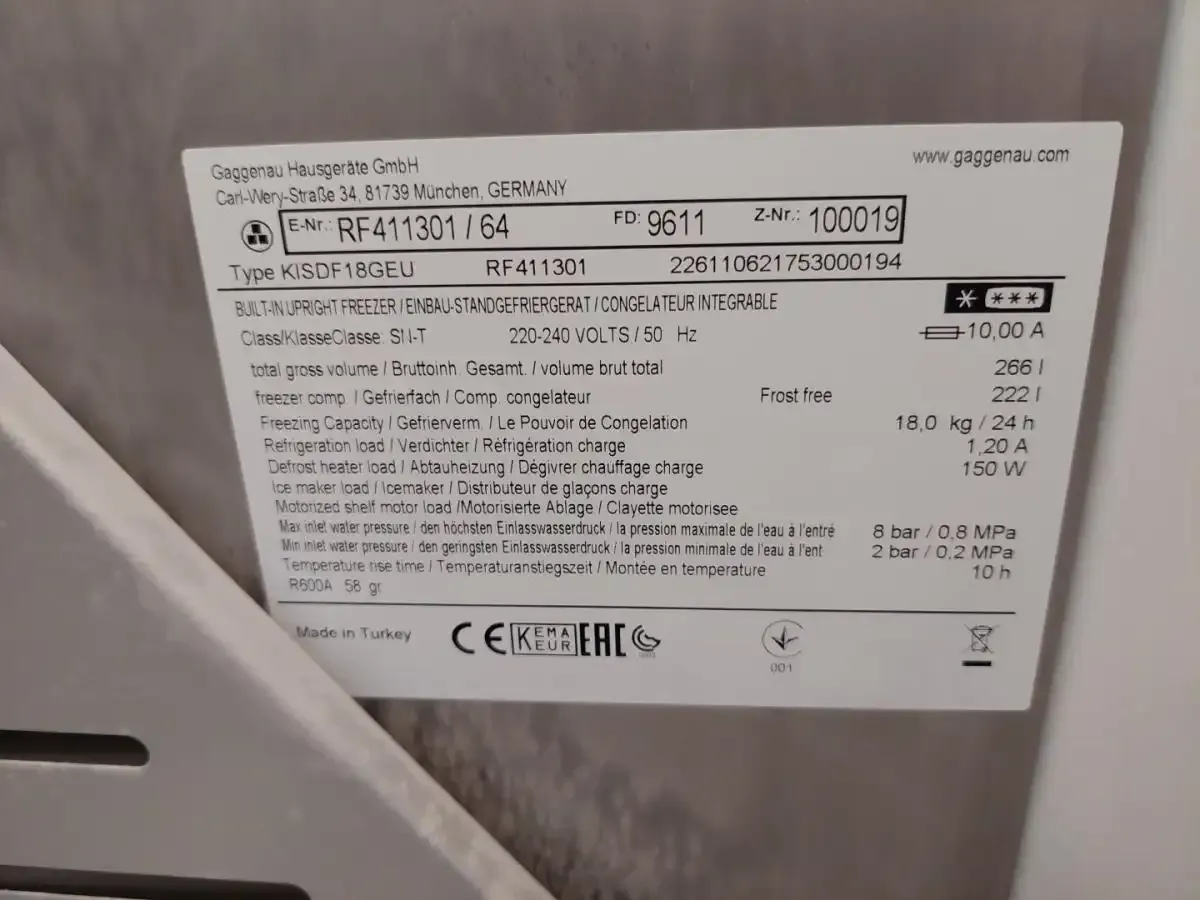 Gaggenau Hausgeräte GmbH
www.gaggenau.com
Carl-Wery-Straße 34, 81739 München, GERMANY
E-Nr.: RF411301 / 64 FD: 9611 Z-Nr.: 100019
Type KISDF18GEU RF411301 226110621753000194
BUILT-IN UPRIGHT FREEZER / EINBAU-STANDGEFRIERGERAT / CONGELATEUR INTEGRABLE
Class/KlasseClasse: SN-T 220-240 VOLTS / 50 Hz 10,00 A
total gross volume / Bruttoinh. Gesamt. / volume brut total 266 l
freezer comp. / Gefrierfach / Comp. congelateur Frost free 222 l
Freezing Capacity / Gefrierverm. / Le Pouvoir de Congelation 18,0 kg / 24 h
Refrigeration load / Verdichter / Réfrigération charge 1,20 A
Defrost heater load / Abtauheizung / Dégivrer chauffage charge 150 W
Ice maker load / Icemaker / Distributeur de glaçons charge
Motorized shelf motor load /Motorisierte Ablage / Clayette motorisee
Max inlet water pressure / den höchsten Einlasswasserdruck / la pression maximale de l'eau à l'entré 8 bar / 0,8 MPa
Min inlet water pressure / den geringsten Einlasswasserdruck / la pression minimale de l'eau à l'ent 2 bar / 0,2 MPa
Temperature rise time / Temperaturanstiegszeit / Montée en temperature 10 h
R600A 58 gr
Made in Turkey CE KEMA KEUR EAC
001